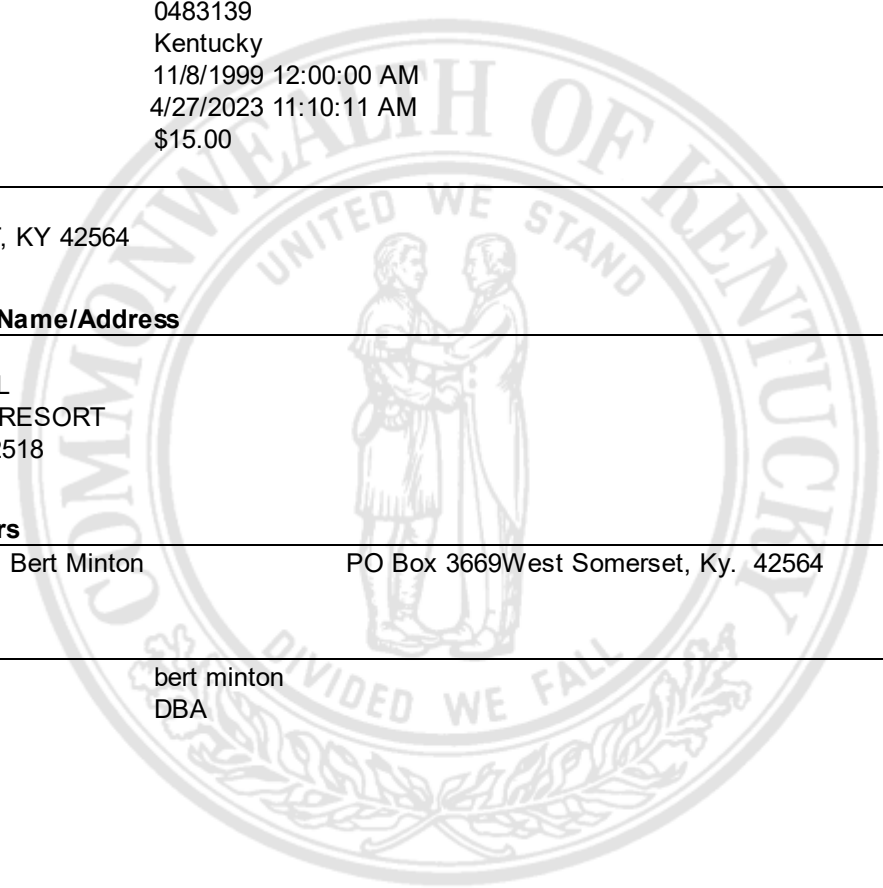 0483139
Kentucky
11/8/1999 12:00:00 AM
4/27/2023 11:10:11 AM
$15.00
, KY 42564
Name/Address
RESORT
2518
rs
Bert Minton PO Box 3669West Somerset, Ky. 42564
bert minton
DBA
COMMONWEALTH OF KENTUCKY
UNITED WE STAND
DIVIDED WE FALL